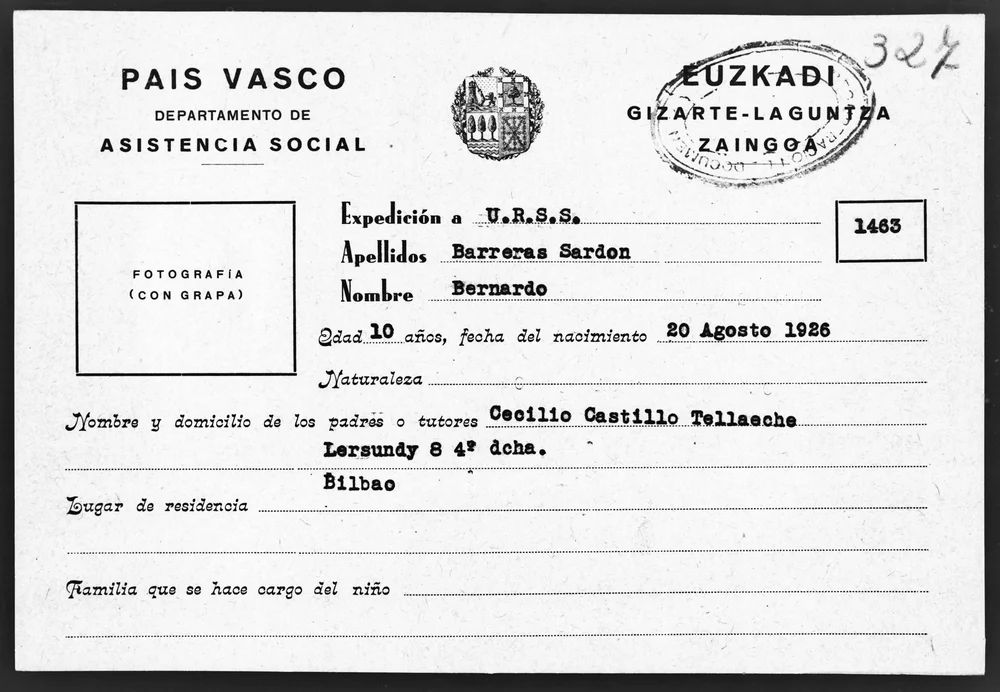 327
PAIS VASCO
DEPARTAMENTO DE
ASISTENCIA SOCIAL
EUZKADI
GIZARTE-LAGUNTZA
ZAINGOA
FOTOGRAFÍA
(CON GRAPA)
Expedición a U.R.S.S.
1463
Apellidos Barreras Sardon
Nombre Bernardo
Edad 10 años, fecha del nacimiento 20 Agosto 1926
Naturaleza
Nombre y domicilio de los padres o tutores Cecilio Castillo Tellaeche
Lersundy 8 4º dcha.
Bilbao
Lugar de residencia
Familia que se hace cargo del niño